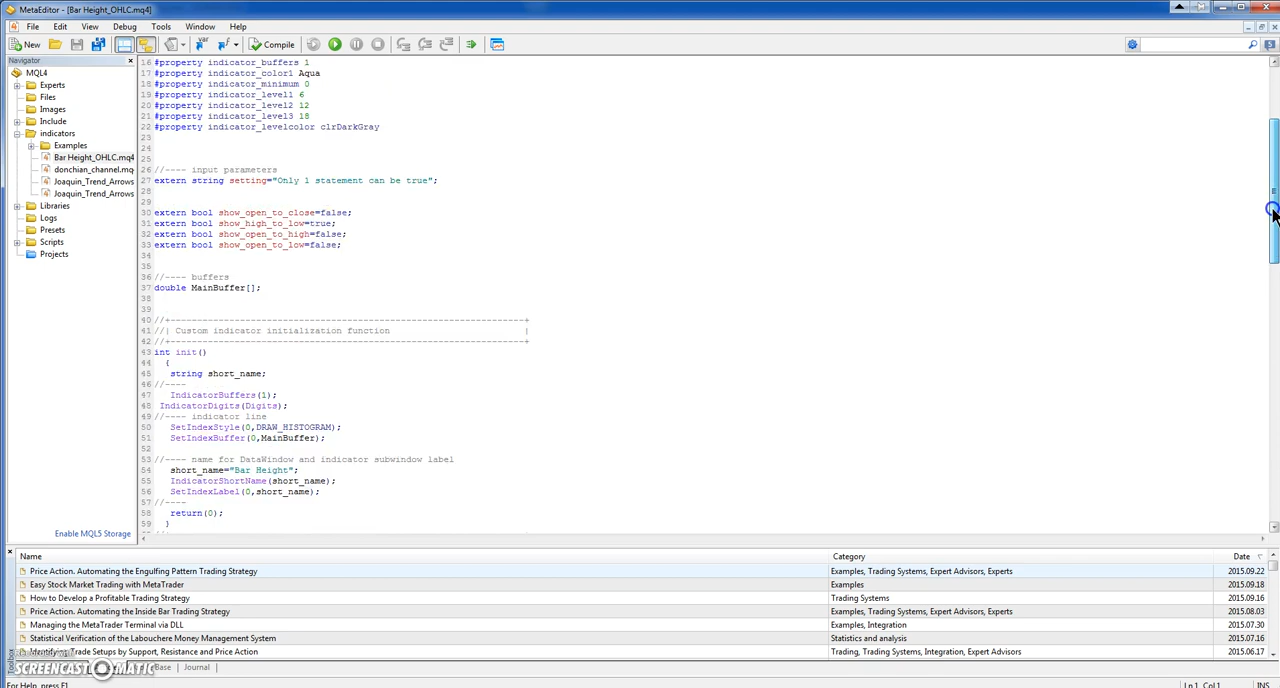 MetaEditor - [Bar Height_OHLC.mq4]
File Edit View Debug Tools Window Help
New Compile
Navigator
MQL4
Experts
Files
Images
Include
indicators
Examples
Bar Height_OHLC.mq4
donchian_channel.mq
Joaquin_Trend_Arrows
Joaquin_Trend_Arrows
Libraries
Logs
Presets
Scripts
Projects
Enable MQL5 Storage
16 #property indicator_buffers 1
17 #property indicator_color1 Aqua
18 #property indicator_minimum 0
19 #property indicator_level1 6
20 #property indicator_level2 12
21 #property indicator_level3 18
22 #property indicator_levelcolor clrDarkGray
23
24
25
26 //---- input parameters
27 extern string setting="Only 1 statement can be true";
28
29
30 extern bool show_open_to_close=false;
31 extern bool show_high_to_low=true;
32 extern bool show_open_to_high=false;
33 extern bool show_open_to_low=false;
34
35
36 //---- buffers
37 double MainBuffer[];
38
39
40 //+------------------------------------------------------------------+
41 //| Custom indicator initialization function |
42 //+------------------------------------------------------------------+
43 int init()
44 {
45 string short_name;
46 //----
47 IndicatorBuffers(1);
48 IndicatorDigits(Digits);
49 //---- indicator line
50 SetIndexStyle(0,DRAW_HISTOGRAM);
51 SetIndexBuffer(0,MainBuffer);
52
53 //---- name for DataWindow and indicator subwindow label
54 short_name="Bar Height";
55 IndicatorShortName(short_name);
56 SetIndexLabel(0,short_name);
57 //----
58 return(0);
59 }
Name Category Date
Price Action. Automating the Engulfing Pattern Trading Strategy Examples, Trading Systems, Expert Advisors, Experts 2015.09.22
Easy Stock Market Trading with MetaTrader Examples 2015.09.18
How to Develop a Profitable Trading Strategy Trading Systems 2015.09.16
Price Action. Automating the Inside Bar Trading Strategy Examples, Trading Systems, Expert Advisors, Experts 2015.08.03
Managing the MetaTrader Terminal via DLL Examples, Integration 2015.07.30
Statistical Verification of the Labouchere Money Management System Statistics and analysis 2015.07.16
Identifying Trade Setups by Support, Resistance and Price Action Trading, Trading Systems, Integration, Expert Advisors 2015.06.17
Toolbox
SCREENCAST-O-MATIC
Base Journal
For Help, press F1 Ln 1, Col 1 INS